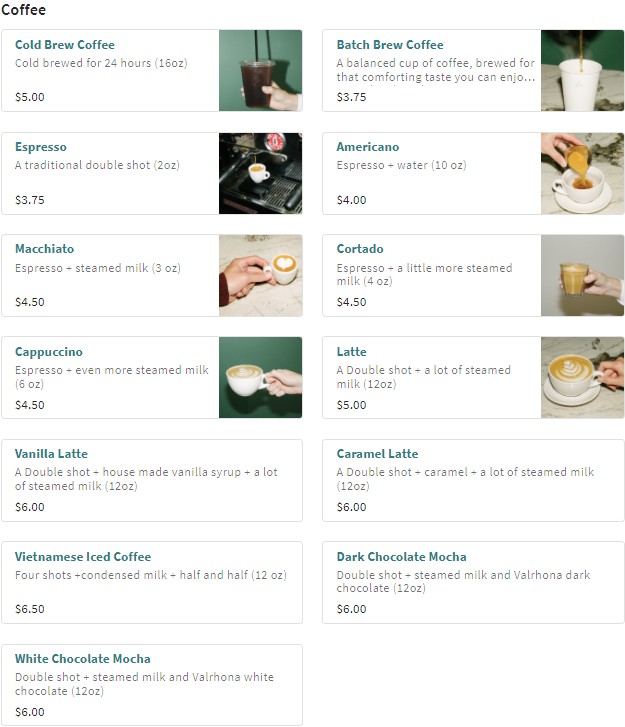 Coffee
Cold Brew Coffee
Cold brewed for 24 hours (16oz)
$5.00
Batch Brew Coffee
A balanced cup of coffee, brewed for
that comforting taste you can enjo...
$3.75
Espresso
A traditional double shot (2oz)
$3.75
Americano
Espresso + water (10 oz)
$4.00
Macchiato
Espresso + steamed milk (3 oz)
$4.50
Cortado
Espresso + a little more steamed
milk (4 oz)
$4.50
Cappuccino
Espresso + even more steamed milk
(6 oz)
$4.50
Latte
A Double shot + a lot of steamed
milk (12oz)
$5.00
Vanilla Latte
A Double shot + house made vanilla syrup + a lot
of steamed milk (12oz)
$6.00
Caramel Latte
A Double shot + caramel + a lot of steamed milk
(12oz)
$6.00
Vietnamese Iced Coffee
Four shots +condensed milk + half and half (12 oz)
$6.50
Dark Chocolate Mocha
Double shot + steamed milk and Valrhona dark
chocolate (12oz)
$6.00
White Chocolate Mocha
Double shot + steamed milk and Valrhona white
chocolate (12oz)
$6.00